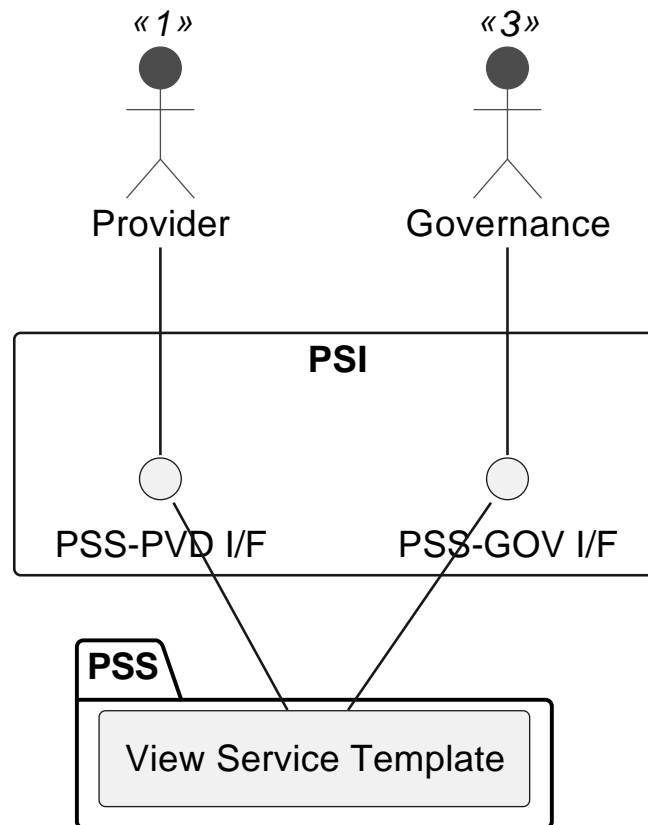 «1»
«3»
Provider
Governance
PSI
PSS-PVD I/F
PSS-GOV I/F
PSS
View Service Template